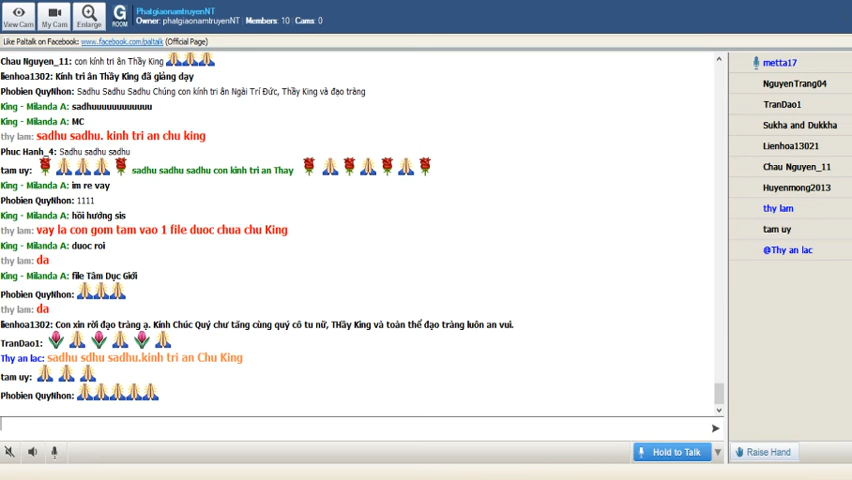 View Cam
My Cam
Enlarge
G
ROOM
PhatgiaonamtruyenNT
Owner: phatgiaonamtruyenNT | Members: 10 | Cams: 0
Like Paltalk on Facebook: www.facebook.com/paltalk (Official Page)
Chau Nguyen_11: con kính tri ân Thầy King
lienhoa1302: Kính tri ân Thầy King đã giảng dạy
Phobien QuyNhon: Sadhu Sadhu Sadhu Chúng con kính tri ân Ngài Trí Đức, Thầy King và đạo tràng
King - Milanda A: sadhuuuuuuuuuuu
King - Milanda A: MC
thy lam: sadhu sadhu. kinh tri an chu king
Phuc Hanh_4: Sadhu sadhu sadhu
tam uy: sadhu sadhu sadhu con kinh tri an Thay
King - Milanda A: im re vay
Phobien QuyNhon: 1111
King - Milanda A: hồi hướng sis
thy lam: vay la con gom tam vao 1 file duoc chua chu King
King - Milanda A: duoc roi
thy lam: da
King - Milanda A: file Tâm Dục Giới
Phobien QuyNhon:
thy lam: da
lienhoa1302: Con xin rời đạo tràng ạ. Kính Chúc Quý chư tăng cùng quý cô tu nữ, THầy King và toàn thể đạo tràng luôn an vui.
TranDao1:
Thy an lac: sadhu sdhu sadhu.kinh tri an Chu King
tam uy:
Phobien QuyNhon:
metta17
NguyenTrang04
TranDao1
Sukha and Dukkha
Lienhoa13021
Chau Nguyen_11
Huyenmong2013
thy lam
tam uy
@Thy an lac
Hold to Talk
Raise Hand